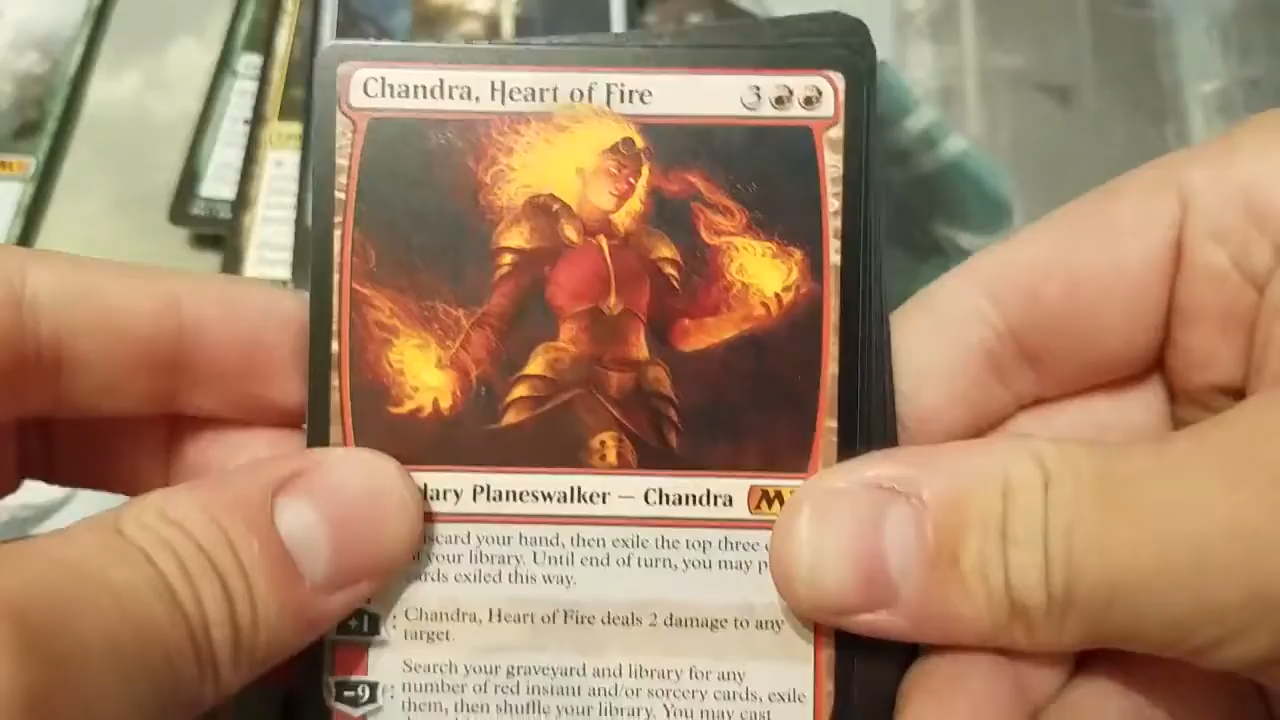 Chandra, Heart of Fire 3
Planeswalker — Chandra M
your hand, then exile the top three
your library. Until end of turn, you may
exiled this way.
+1: Chandra, Heart of Fire deals 2 damage to any
target.
Search your graveyard and library for any
-9: number of red instant and/or sorcery cards, exile
them, then shuffle your library. You may cast